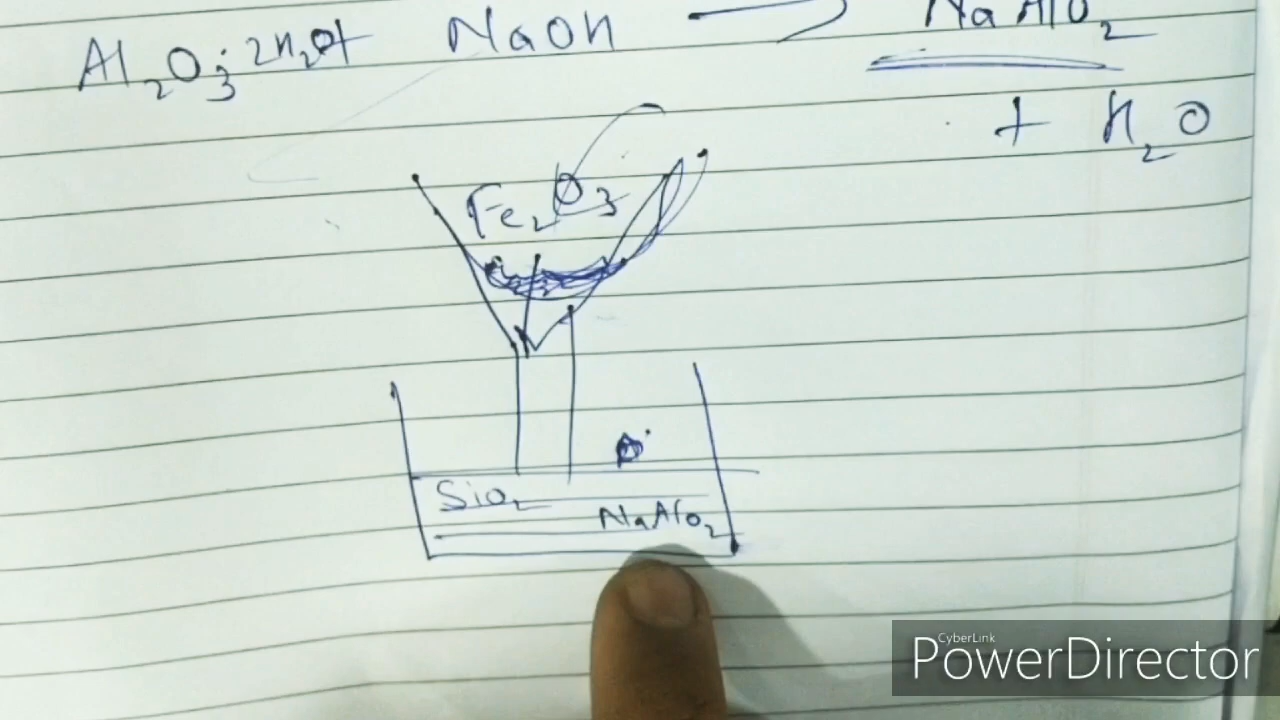 Al₂O₃·2H₂O + NaOH → NaAlO₂
+ H₂O
Fe₂O₃
SiO₂
NaAlO₂
CyberLink
PowerDirector